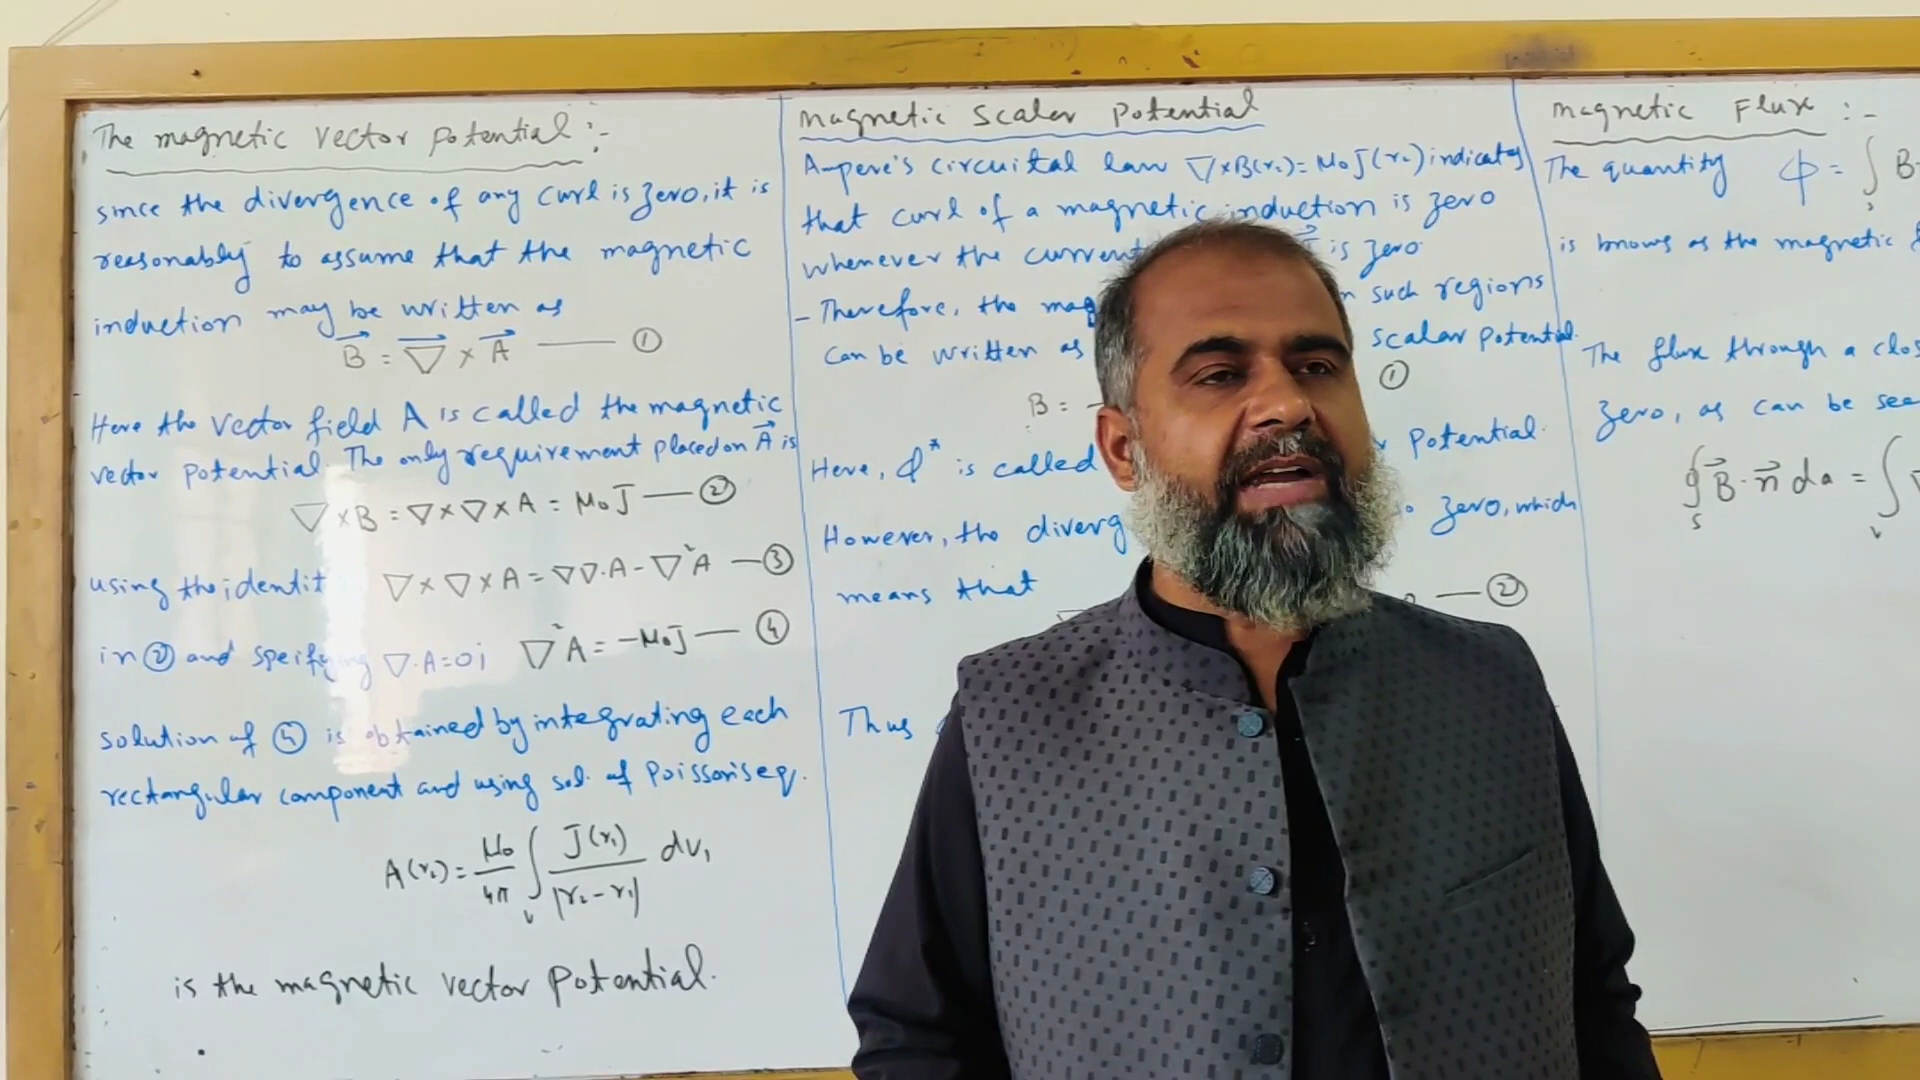 The magnetic vector potential :-
since the divergence of any curl is zero, it is
reasonably to assume that the magnetic
induction may be written as
B⃗ = ∇⃗ × A⃗ —— ①
Here the vector field A is called the magnetic
vector potential. The only requirement placed on A⃗ is
∇×B = ∇×∇×A = M₀J —— ②
using the identit ∇×∇×A = ∇∇.A - ∇²A — ③
in ② and speifying ∇.A=0; ∇²A = -M₀J —— ④
solution of ④ is obtained by integrating each
rectangular component and using sol. of Poissoris eq.
A(r₂) = μ₀/4π ∫v J(r₁)/|r₂-r₁| dv₁
is the magnetic vector potential.
Magnetic Scaler Potential
Ampere's circuital law ∇×B(r₂)=M₀J(r₂) indicates
that curl of a magnetic induction is zero
whenever the current is zero
- Therefore, the mag such regions
can be written as scalar potential.
B = - ①
Here, φ* is called potential.
However, the diverg zero, which
means that
— ②
Thus
Magnetic Flux :-
The quantity ϕ = ∫s B.
is knows as the magnetic
The flux through a clos
zero, as can be see
∮s B⃗.n⃗ da = ∫v ∇